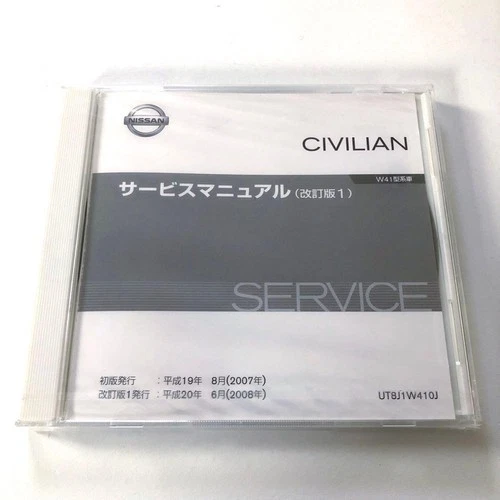 NISSAN
CIVILIAN
W41型系車
サービスマニュアル(改訂版1)
SERVICE
初版発行 :平成19年 8月(2007年)
改訂版1発行 :平成20年 6月(2008年)
UT8J1W410J